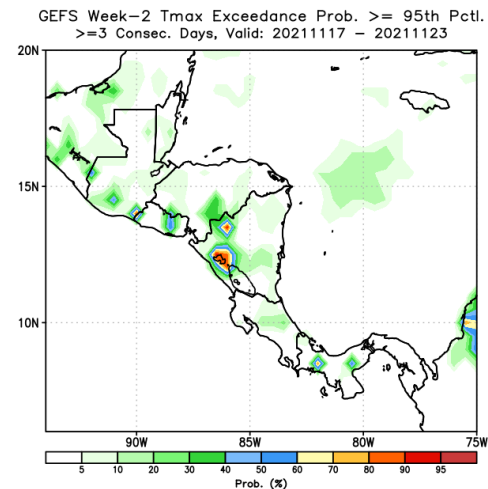 GEFS Week-2 Tmax Exceedance Prob. >= 95th Pctl.
>=3 Consec. Days, Valid: 20211117 - 20211123
20N
15N
10N
90W 85W 80W 75W
5 10 20 30 40 50 60 70 80 90 95
Prob. (%)